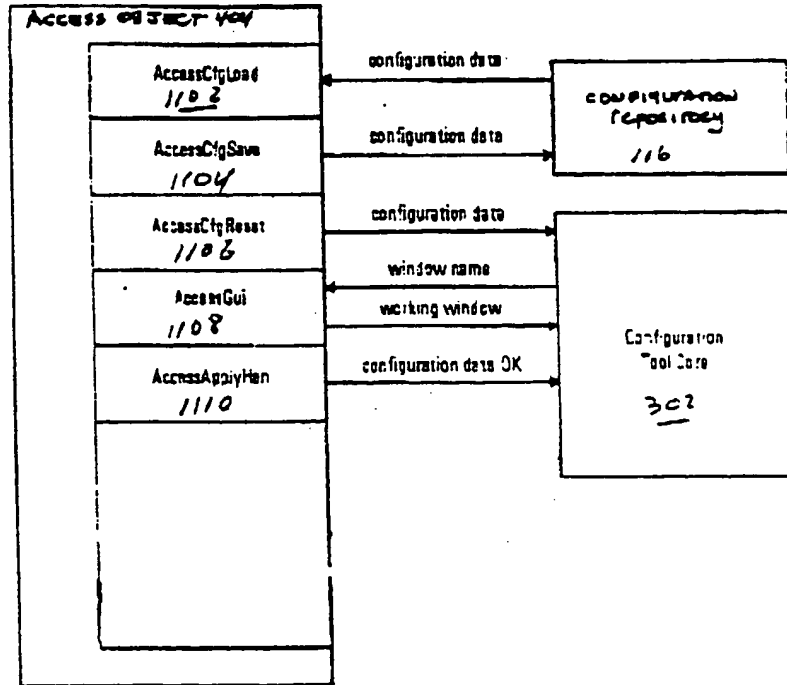 ACCESS OBJECT 404
AccessCfgLoad
1102
AccessCfgSave
1104
AccessCfgReset
1106
AccessGui
1108
AccessApplyHan
1110
configuration data
configuration data
configuration data
window name
working window
configuration data OK
CONFIGURATION
REPOSITORY
116
Configuration
Tool Core
302